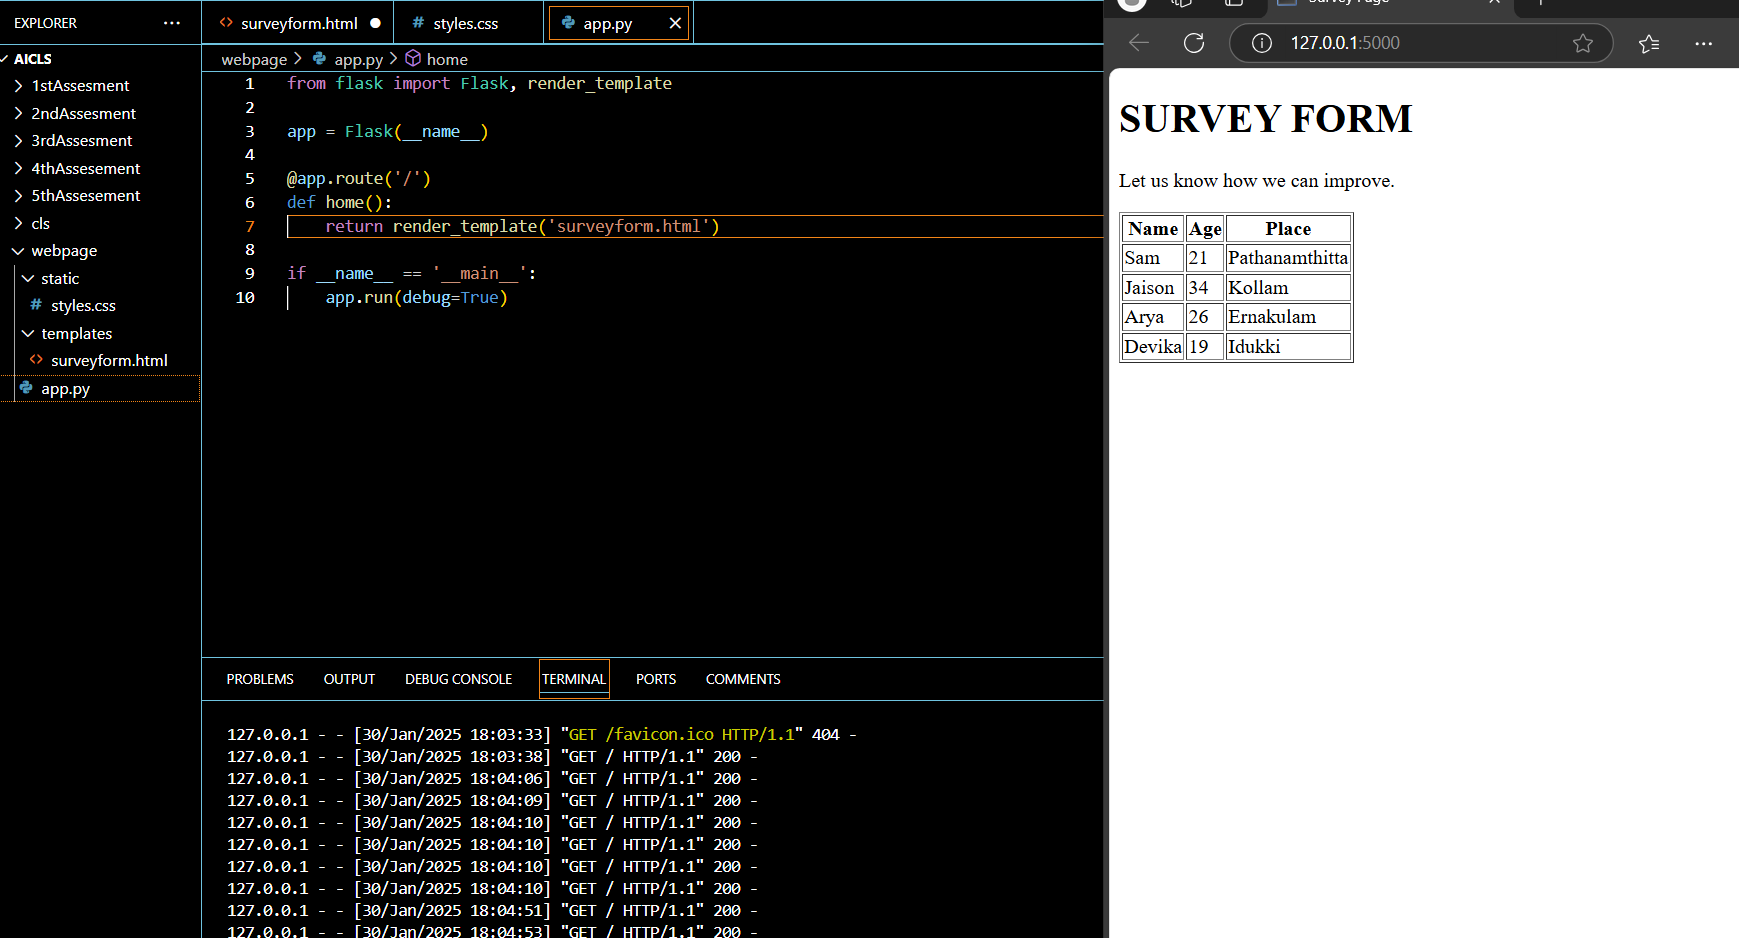 EXPLORER
AICLS
1stAssesment
2ndAssesment
3rdAssesment
4thAssesement
5thAssesement
cls
webpage
static
styles.css
templates
surveyform.html
app.py
surveyform.html
styles.css
app.py
webpage > app.py > home
1 from flask import Flask, render_template
2
3 app = Flask(__name__)
4
5 @app.route('/')
6 def home():
7 return render_template('surveyform.html')
8
9 if __name__ == '__main__':
10 app.run(debug=True)
PROBLEMS OUTPUT DEBUG CONSOLE TERMINAL PORTS COMMENTS
127.0.0.1 - - [30/Jan/2025 18:03:33] "GET /favicon.ico HTTP/1.1" 404 -
127.0.0.1 - - [30/Jan/2025 18:03:38] "GET / HTTP/1.1" 200 -
127.0.0.1 - - [30/Jan/2025 18:04:06] "GET / HTTP/1.1" 200 -
127.0.0.1 - - [30/Jan/2025 18:04:09] "GET / HTTP/1.1" 200 -
127.0.0.1 - - [30/Jan/2025 18:04:10] "GET / HTTP/1.1" 200 -
127.0.0.1 - - [30/Jan/2025 18:04:10] "GET / HTTP/1.1" 200 -
127.0.0.1 - - [30/Jan/2025 18:04:10] "GET / HTTP/1.1" 200 -
127.0.0.1 - - [30/Jan/2025 18:04:10] "GET / HTTP/1.1" 200 -
127.0.0.1 - - [30/Jan/2025 18:04:51] "GET / HTTP/1.1" 200 -
127.0.0.1 - - [30/Jan/2025 18:04:53] "GET / HTTP/1.1" 200 -
Survey Page
127.0.0.1:5000
SURVEY FORM
Let us know how we can improve.
Name Age Place
Sam 21 Pathanamthitta
Jaison 34 Kollam
Arya 26 Ernakulam
Devika 19 Idukki